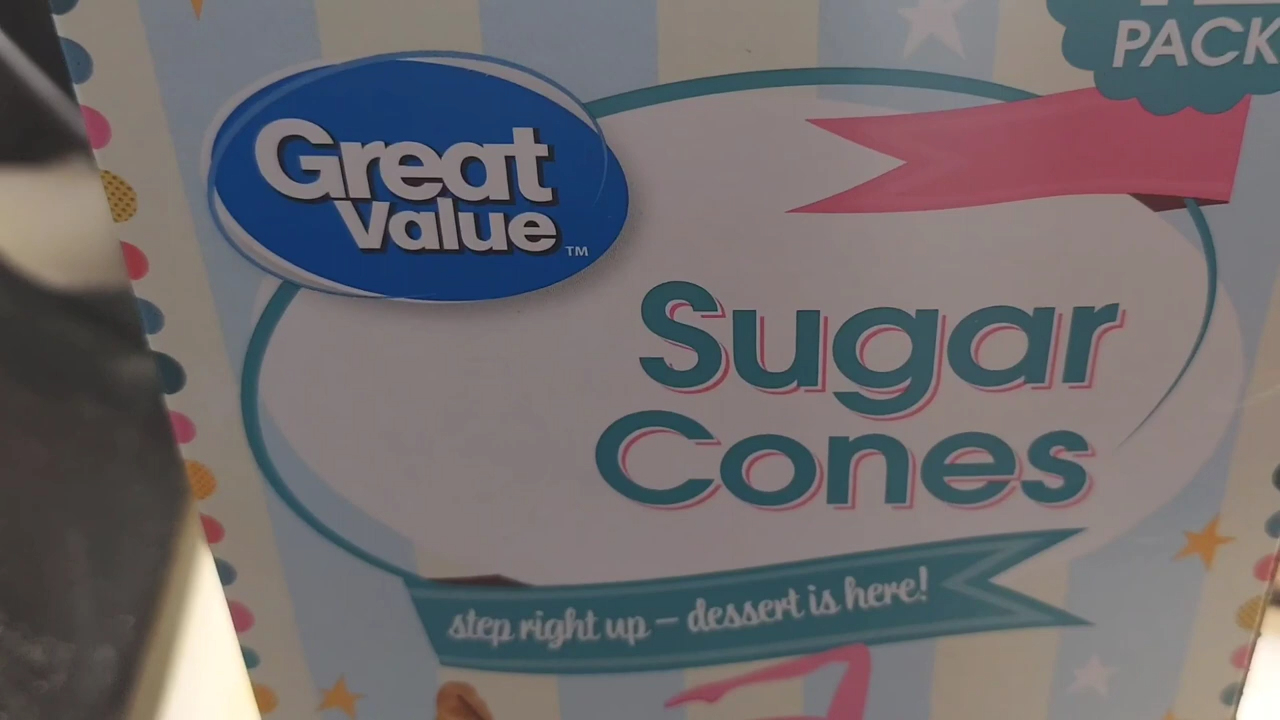 PACK
Great
Value
TM
Sugar
Cones
step right up – dessert is here!